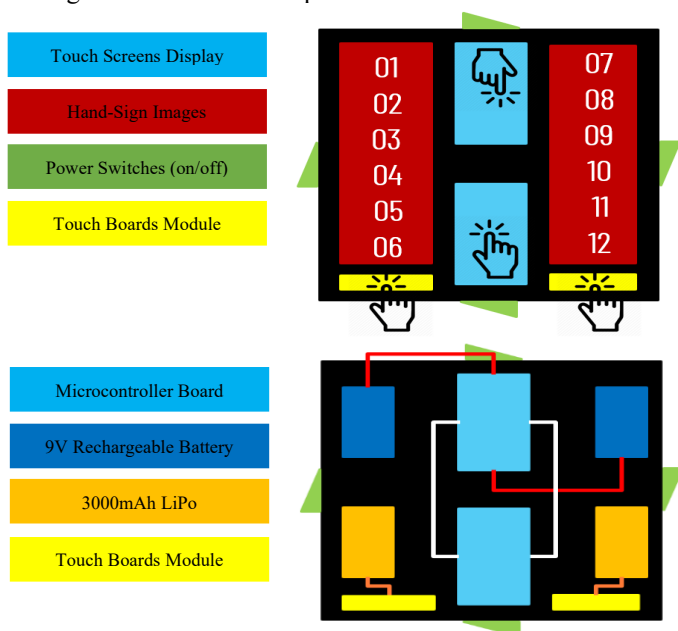 Touch Screens Display
Hand-Sign Images
Power Switches (on/off)
Touch Boards Module
01
02
03
04
05
06
07
08
09
10
11
12
Microcontroller Board
9V Rechargeable Battery
3000mAh LiPo
Touch Boards Module